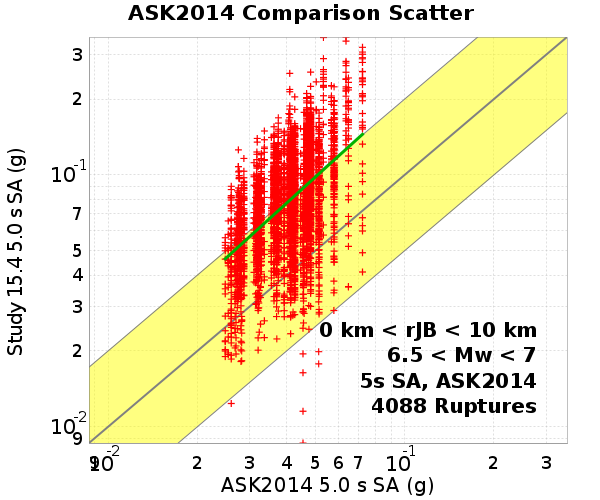 ASK2014 Comparison Scatter
3
2
10-1
7
5
4
3
2
10-2
9
Study 15.4 5.0 s SA (g)
0 km < rJB < 10 km
6.5 < Mw < 7
5s SA, ASK2014
4088 Ruptures
9 10-2 2 3 4 5 6 7 10-1 2 3
ASK2014 5.0 s SA (g)